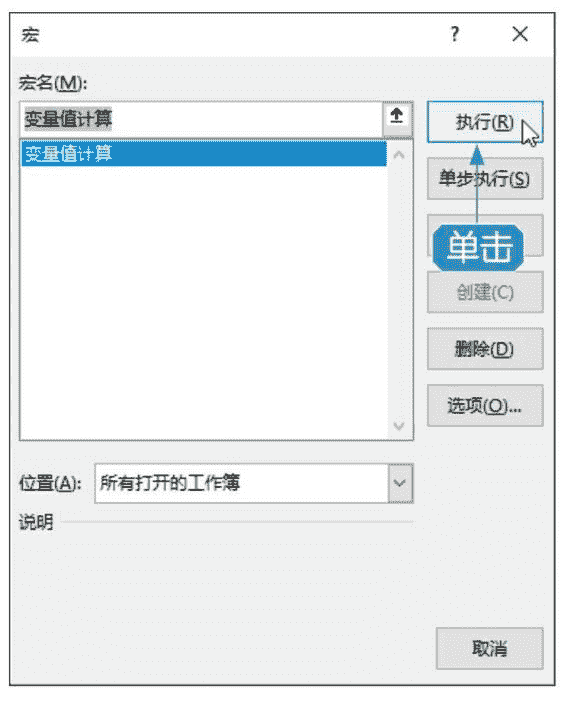 宏
?
宏名(M):
变量值计算
变量值计算
执行(R)
单步执行(S)
单击
创建(C)
删除(D)
选项(O)...
位置(A):
所有打开的工作簿
说明
取消